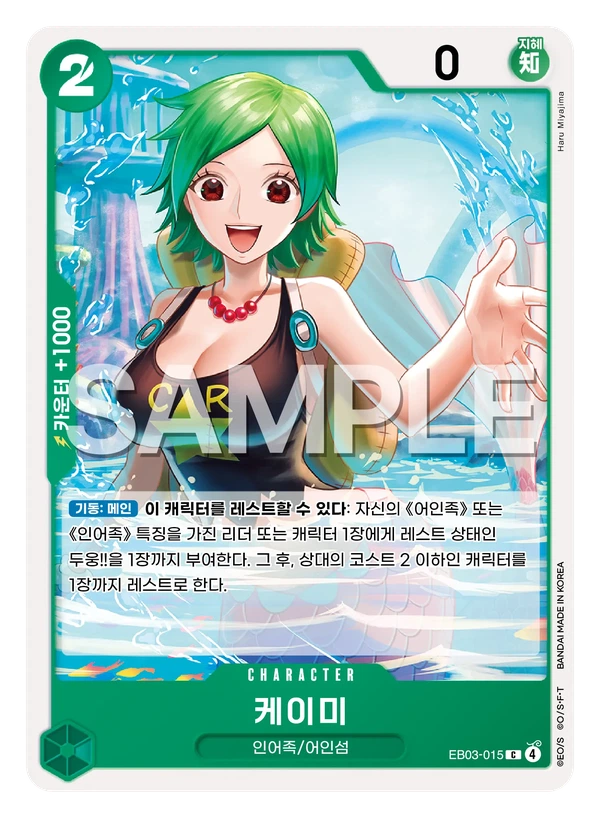 2
0
지혜
知
Haru Miyajima
카운터 +1000
CAR
SAMPLE
기동: 메인 이 캐릭터를 레스트할 수 있다: 자신의 《어인족》 또는
《인어족》 특징을 가진 리더 또는 캐릭터 1장에게 레스트 상태인
두웅!!을 1장까지 부여한다. 그 후, 상대의 코스트 2 이하인 캐릭터를
1장까지 레스트로 한다.
CHARACTER
케이미
인어족/어인섬
EB03-015 C 4
©EO/S ©O/S·F·T BANDAI MADE IN KOREA